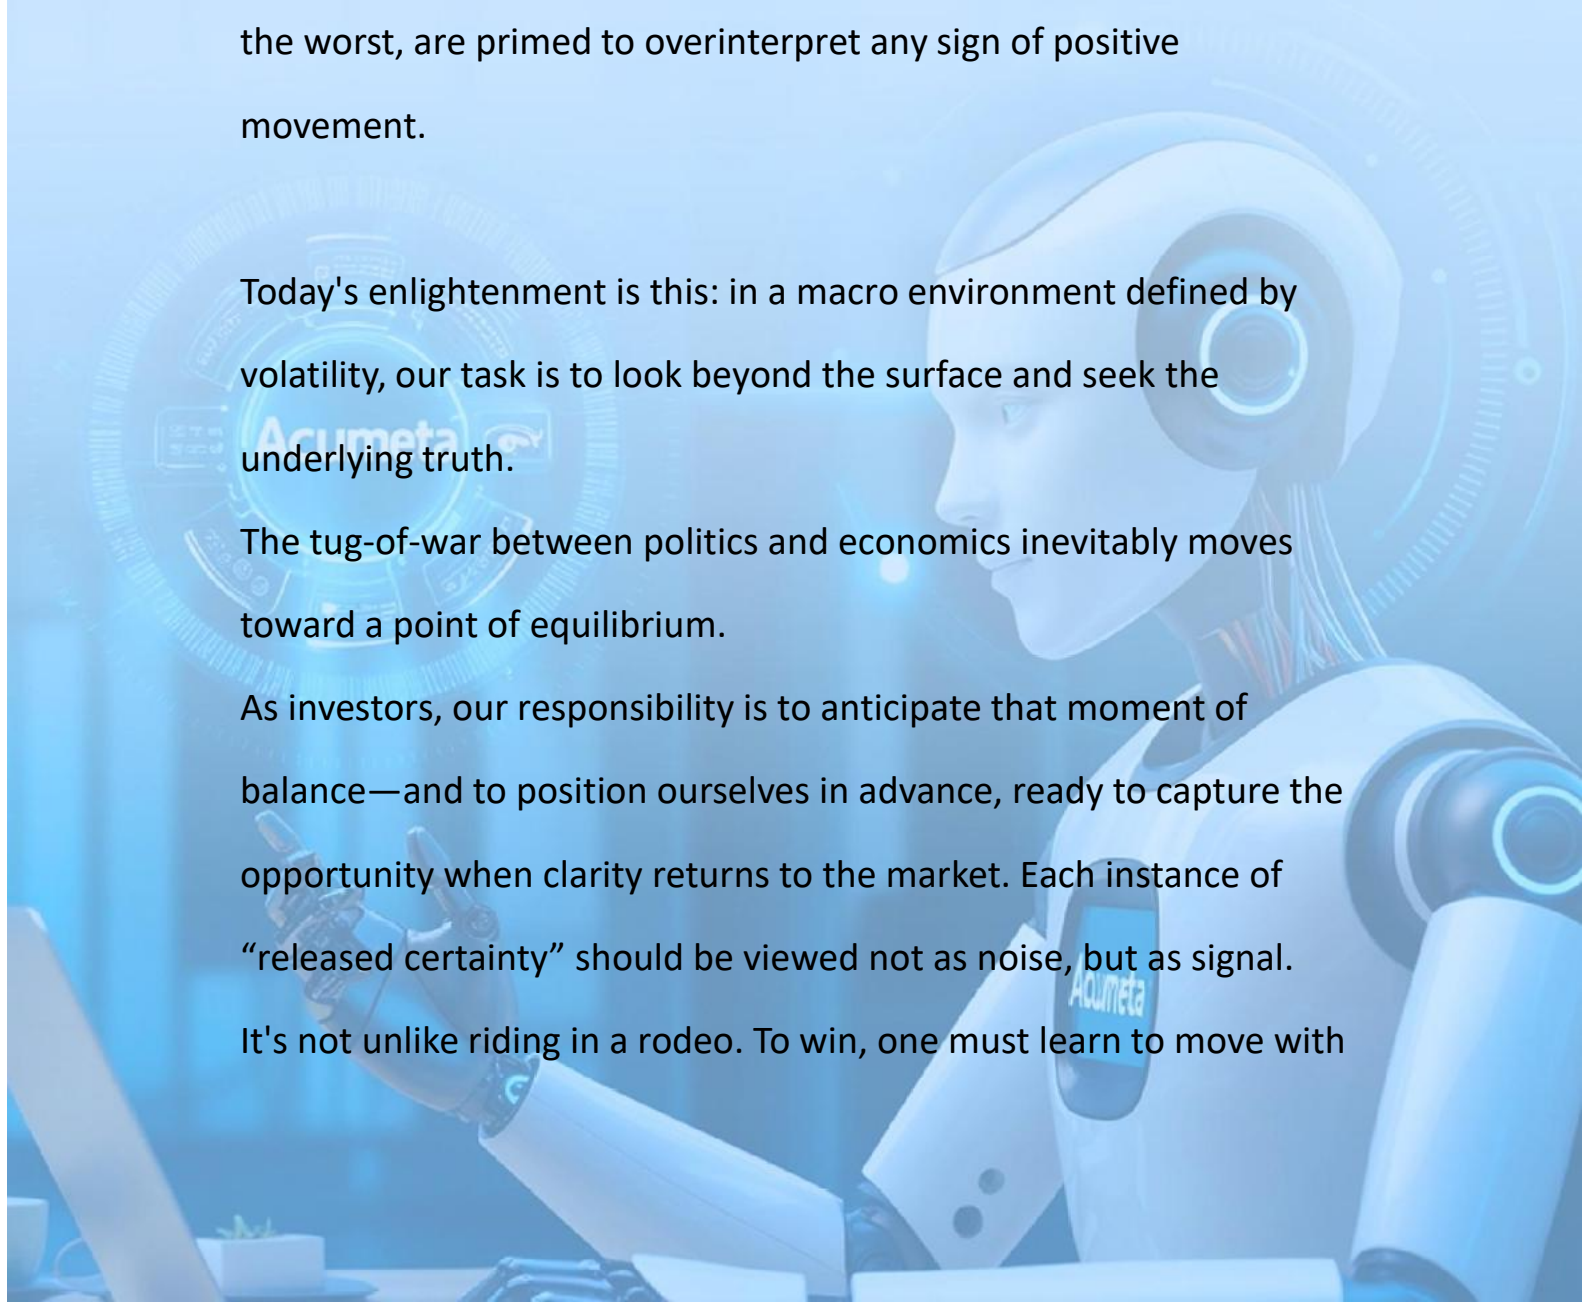 the worst, are primed to overinterpret any sign of positive
movement.
Today's enlightenment is this: in a macro environment defined by
volatility, our task is to look beyond the surface and seek the
Acumeta
underlying truth.
The tug-of-war between politics and economics inevitably moves
toward a point of equilibrium.
As investors, our responsibility is to anticipate that moment of
balance—and to position ourselves in advance, ready to capture the
opportunity when clarity returns to the market. Each instance of
“released certainty” should be viewed not as noise, but as signal.
Acumeta
It's not unlike riding in a rodeo. To win, one must learn to move with